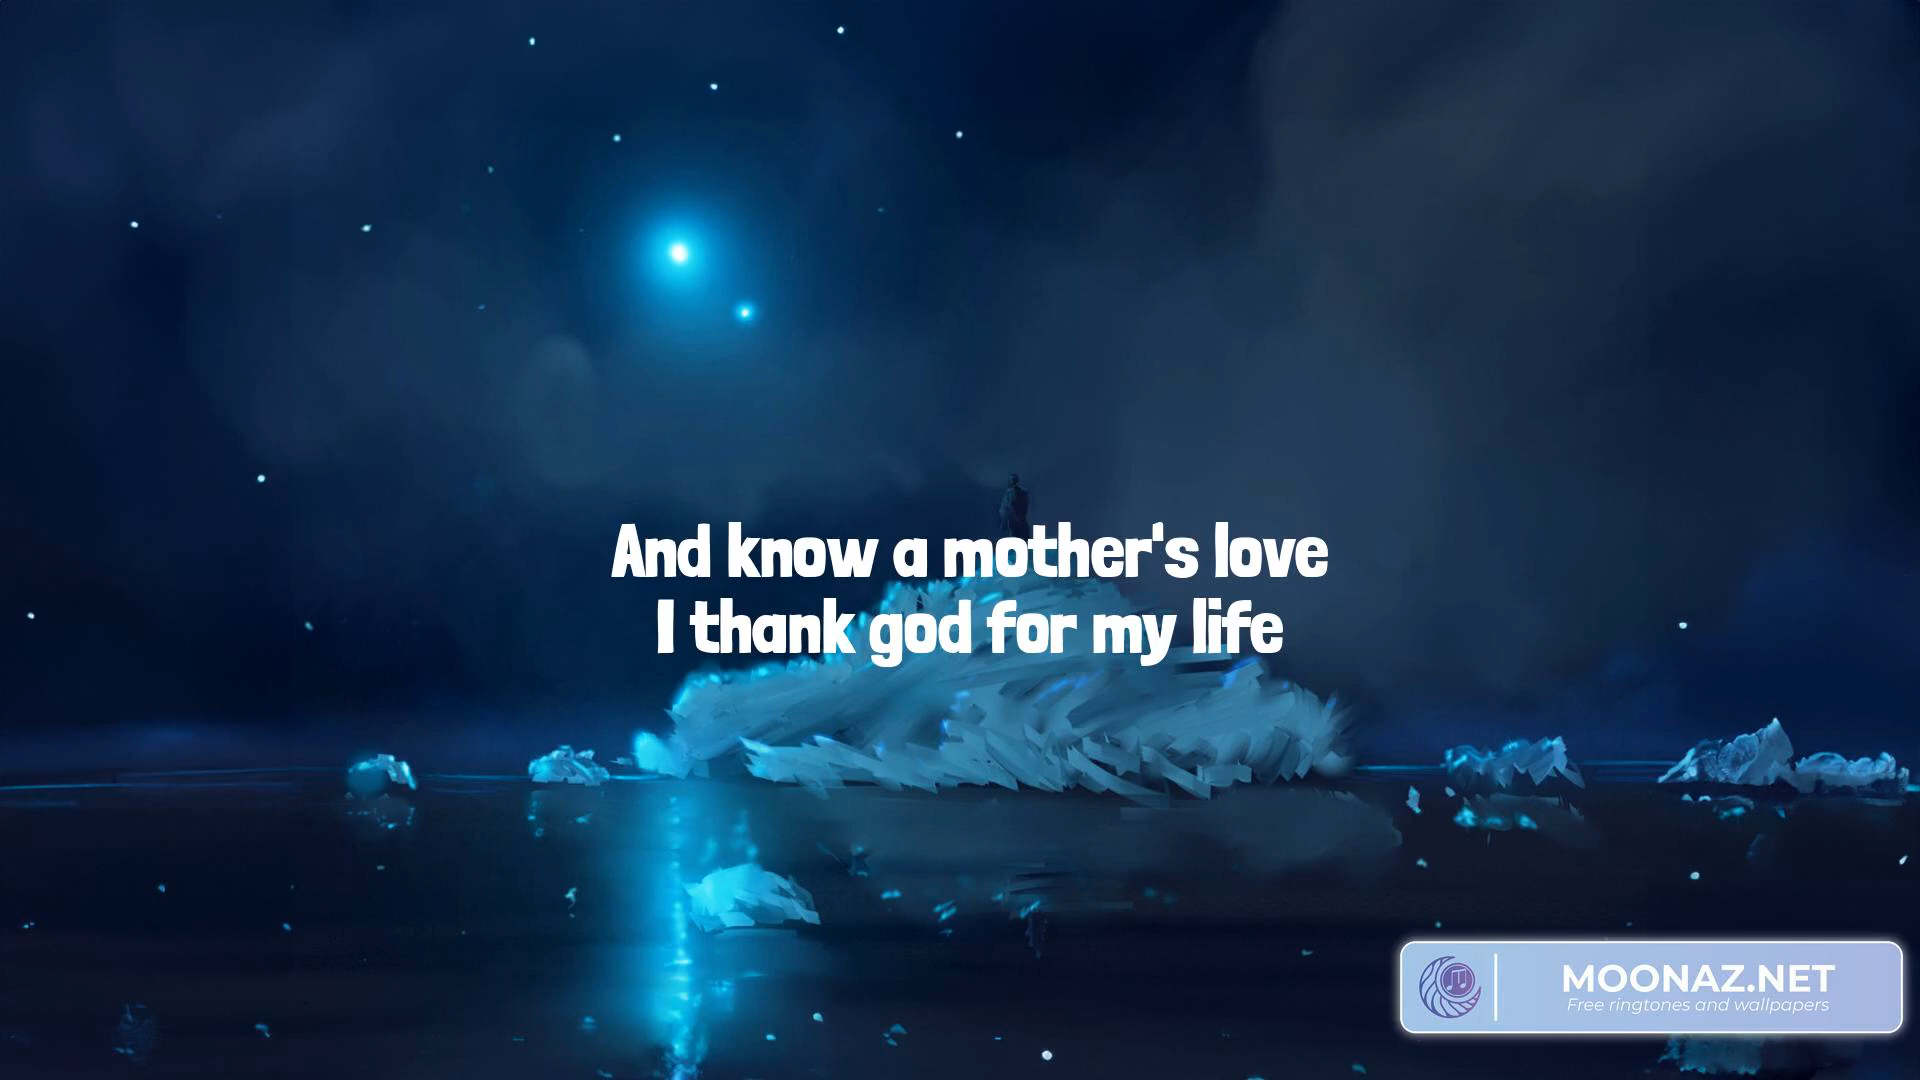 And know a mother's love
I thank god for my life
MOONAZ.NET
Free ringtones and wallpapers